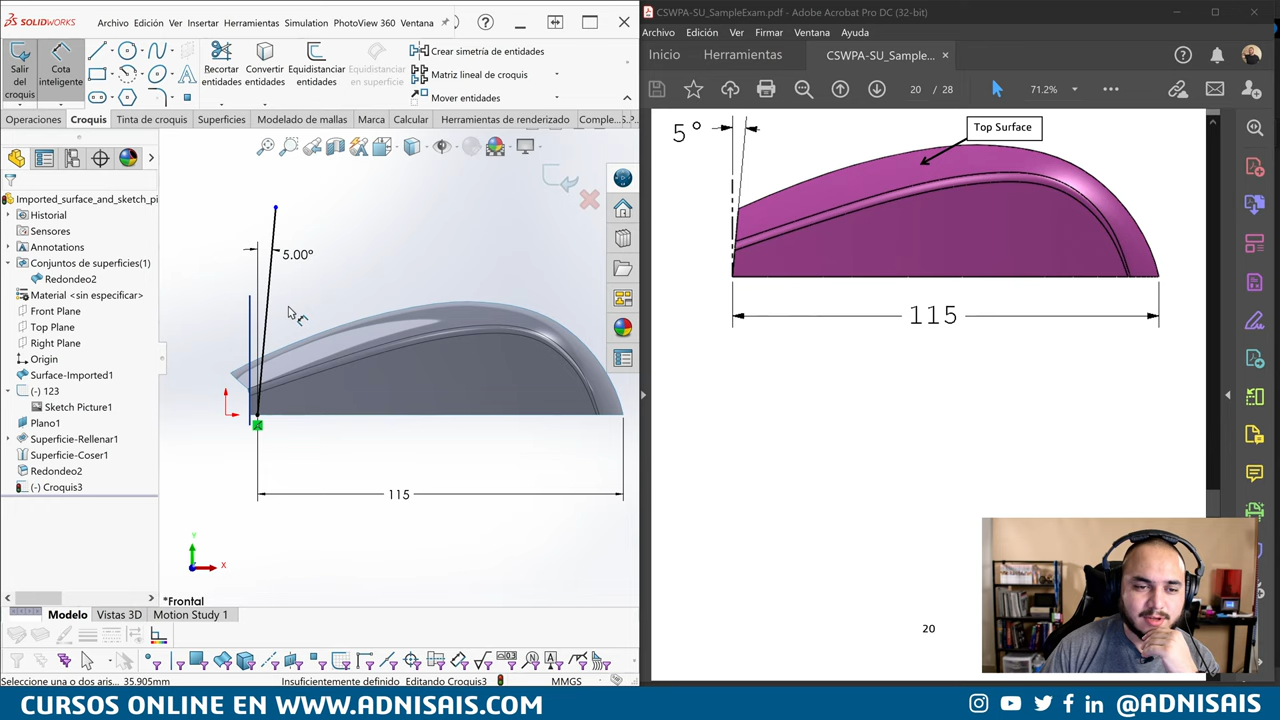 SOLIDWORKS
Archivo Edición Ver Insertar Herramientas Simulation PhotoView 360 Ventana
CSWPA-SU_SampleExam.pdf - Adobe Acrobat Pro DC (32-bit)
Archivo Edición Ver Firmar Ventana Ayuda
Inicio Herramientas CSWPA-SU_Sample... ×
20 / 28 71.2%
Salir del croquis
Cota inteligente
Recortar entidades
Convertir entidades
Equidistanciar entidades
Equidistanciar en superficie
Crear simetría de entidades
Matriz lineal de croquis
Mover entidades
Operaciones Croquis Tinta de croquis Superficies Modelado de mallas Marca Calcular Herramientas de renderizado Comple...
Imported_surface_and_sketch_pi
Historial
Sensores
Annotations
Conjuntos de superficies(1)
Redondeo2
Material <sin especificar>
Front Plane
Top Plane
Right Plane
Origin
Surface-Imported1
(-) 123
Sketch Picture1
Plano1
Superficie-Rellenar1
Superficie-Coser1
Redondeo2
(-) Croquis3
5.00°
115
y
x
*Frontal
5°
Top Surface
115
20
Modelo Vistas 3D Motion Study 1
Seleccione una o dos aris... 35.905mm Insuficientemente definido Editando Croquis3 MMGS
CURSOS ONLINE EN WWW.ADNISAIS.COM
@ADNISAIS